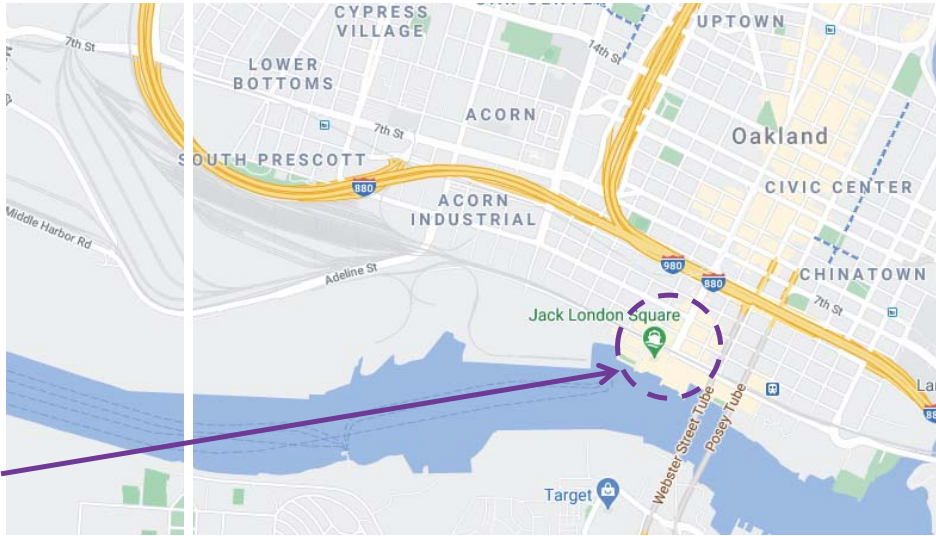 CYPRESS
VILLAGE
UPTOWN
7th St
14th St
LOWER
BOTTOMS
ACORN
7th St
Oakland
SOUTH PRESCOTT
880
CIVIC CENTER
ACORN
INDUSTRIAL
Middle Harbor Rd
Adeline St
980
880
CHINATOWN
7th St
Jack London Square
Webster Street Tube
Posey Tube
Target